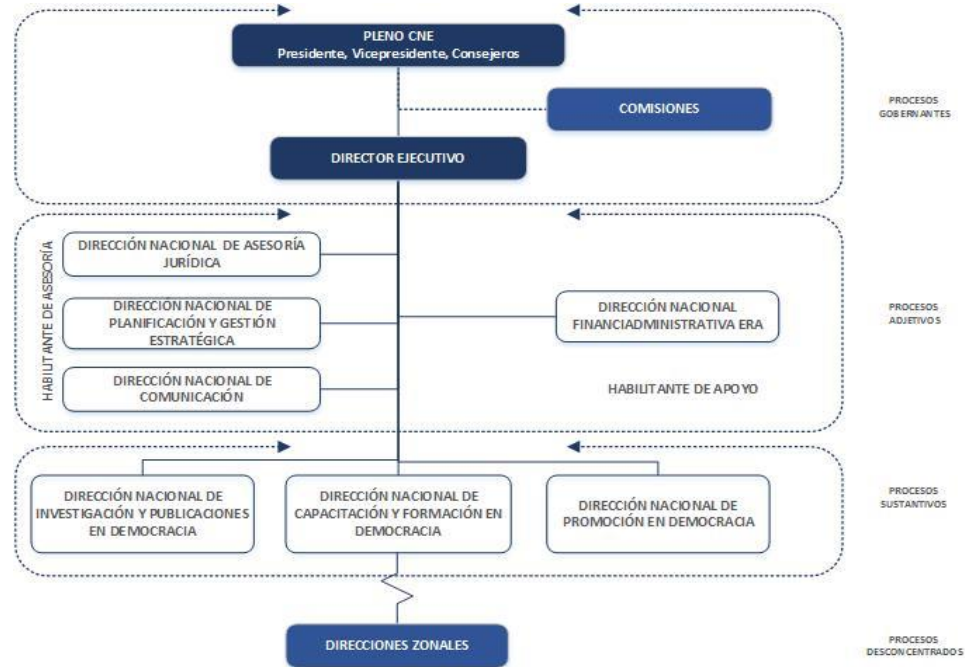 PLENO CNE
Presidente, Vicepresidente, Consejeros
COMISIONES
PROCESOS
GOBERNANTES
DIRECTOR EJECUTIVO
HABILITANTE DE ASESORÍA
DIRECCIÓN NACIONAL DE ASESORÍA
JURÍDICA
DIRECCIÓN NACIONAL DE
PLANIFICACIÓN Y GESTIÓN
ESTRATÉGICA
DIRECCIÓN NACIONAL DE
COMUNICACIÓN
DIRECCIÓN NACIONAL
FINANCIADMINISTRATIVA ERA
HABILITANTE DE APOYO
PROCESOS
ADJETIVOS
DIRECCIÓN NACIONAL DE
INVESTIGACIÓN Y PUBLICACIONES
EN DEMOCRACIA
DIRECCIÓN NACIONAL DE
CAPACITACIÓN Y FORMACIÓN EN
DEMOCRACIA
DIRECCIÓN NACIONAL DE
PROMOCIÓN EN DEMOCRACIA
PROCESOS
SUSTANTIVOS
DIRECCIONES ZONALES
PROCESOS
DESCONCENTRADOS